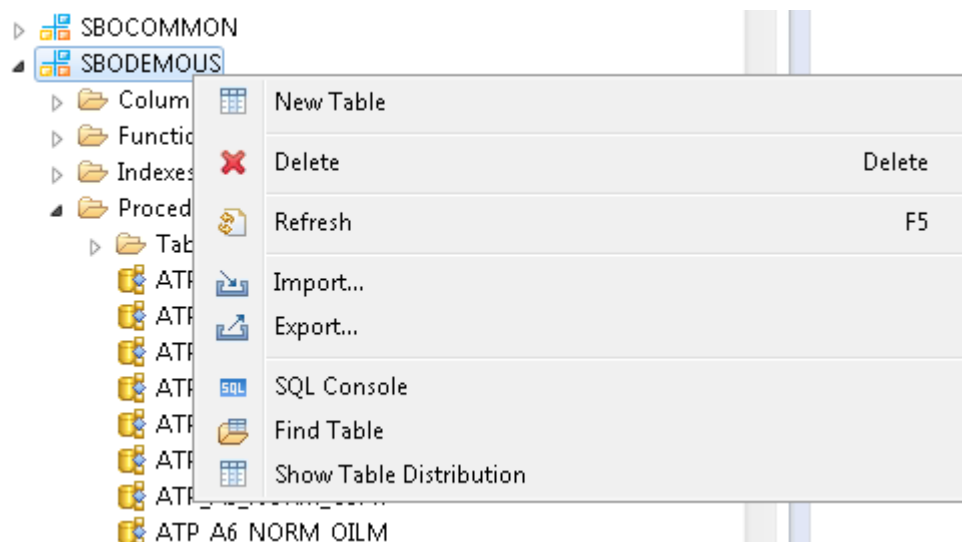 SBOCOMMON
SBODEMOUS
Colum
New Table
Functio
Delete Delete
Indexes
Proced
Refresh F5
Tab
ATP
Import...
ATP
Export...
ATP
ATP
SQL SQL Console
ATP
Find Table
ATP
Show Table Distribution
ATP_A6_NORM_OILM